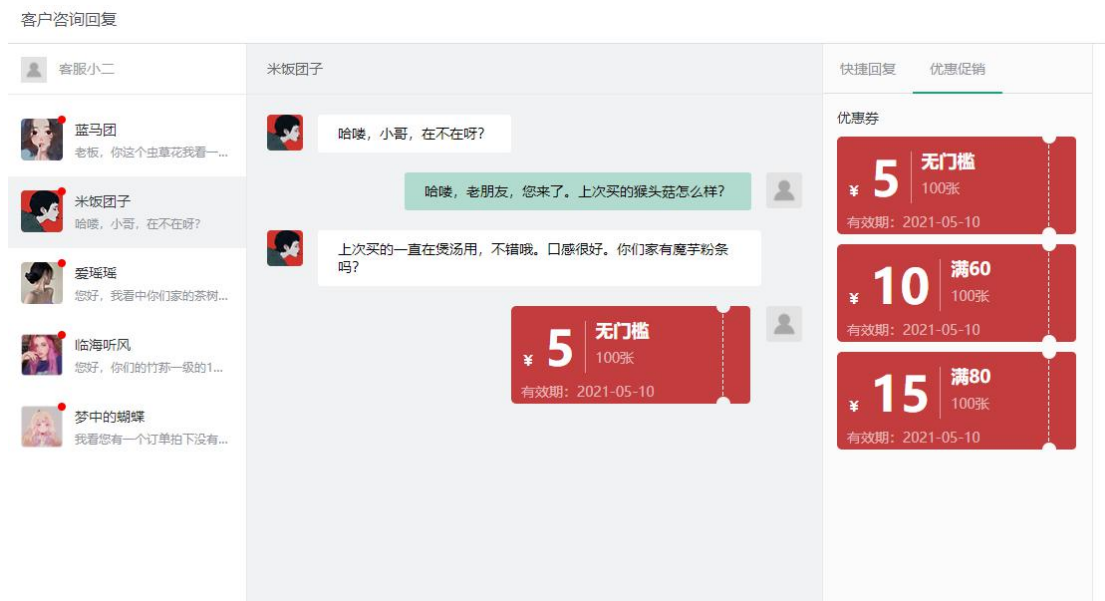 客户咨询回复
客服小二
蓝马团
老板，你这个虫草花我看一...
米饭团子
哈喽，小哥，在不在呀？
爱瑶瑶
您好，我看中你们家的茶树...
临海听风
您好，你们的竹荪一级的1...
梦中的蝴蝶
我看您有一个订单拍下没有...
米饭团子
哈喽，小哥，在不在呀？
哈喽，老朋友，您来了。上次买的猴头菇怎么样？
上次买的一直在煲汤用，不错哦。口感很好。你们家有魔芋粉条
吗？
¥ 5 无门槛
100张
有效期：2021-05-10
快捷回复 优惠促销
优惠券
¥ 5 无门槛
100张
有效期：2021-05-10
¥ 10 满60
100张
有效期：2021-05-10
¥ 15 满80
100张
有效期：2021-05-10